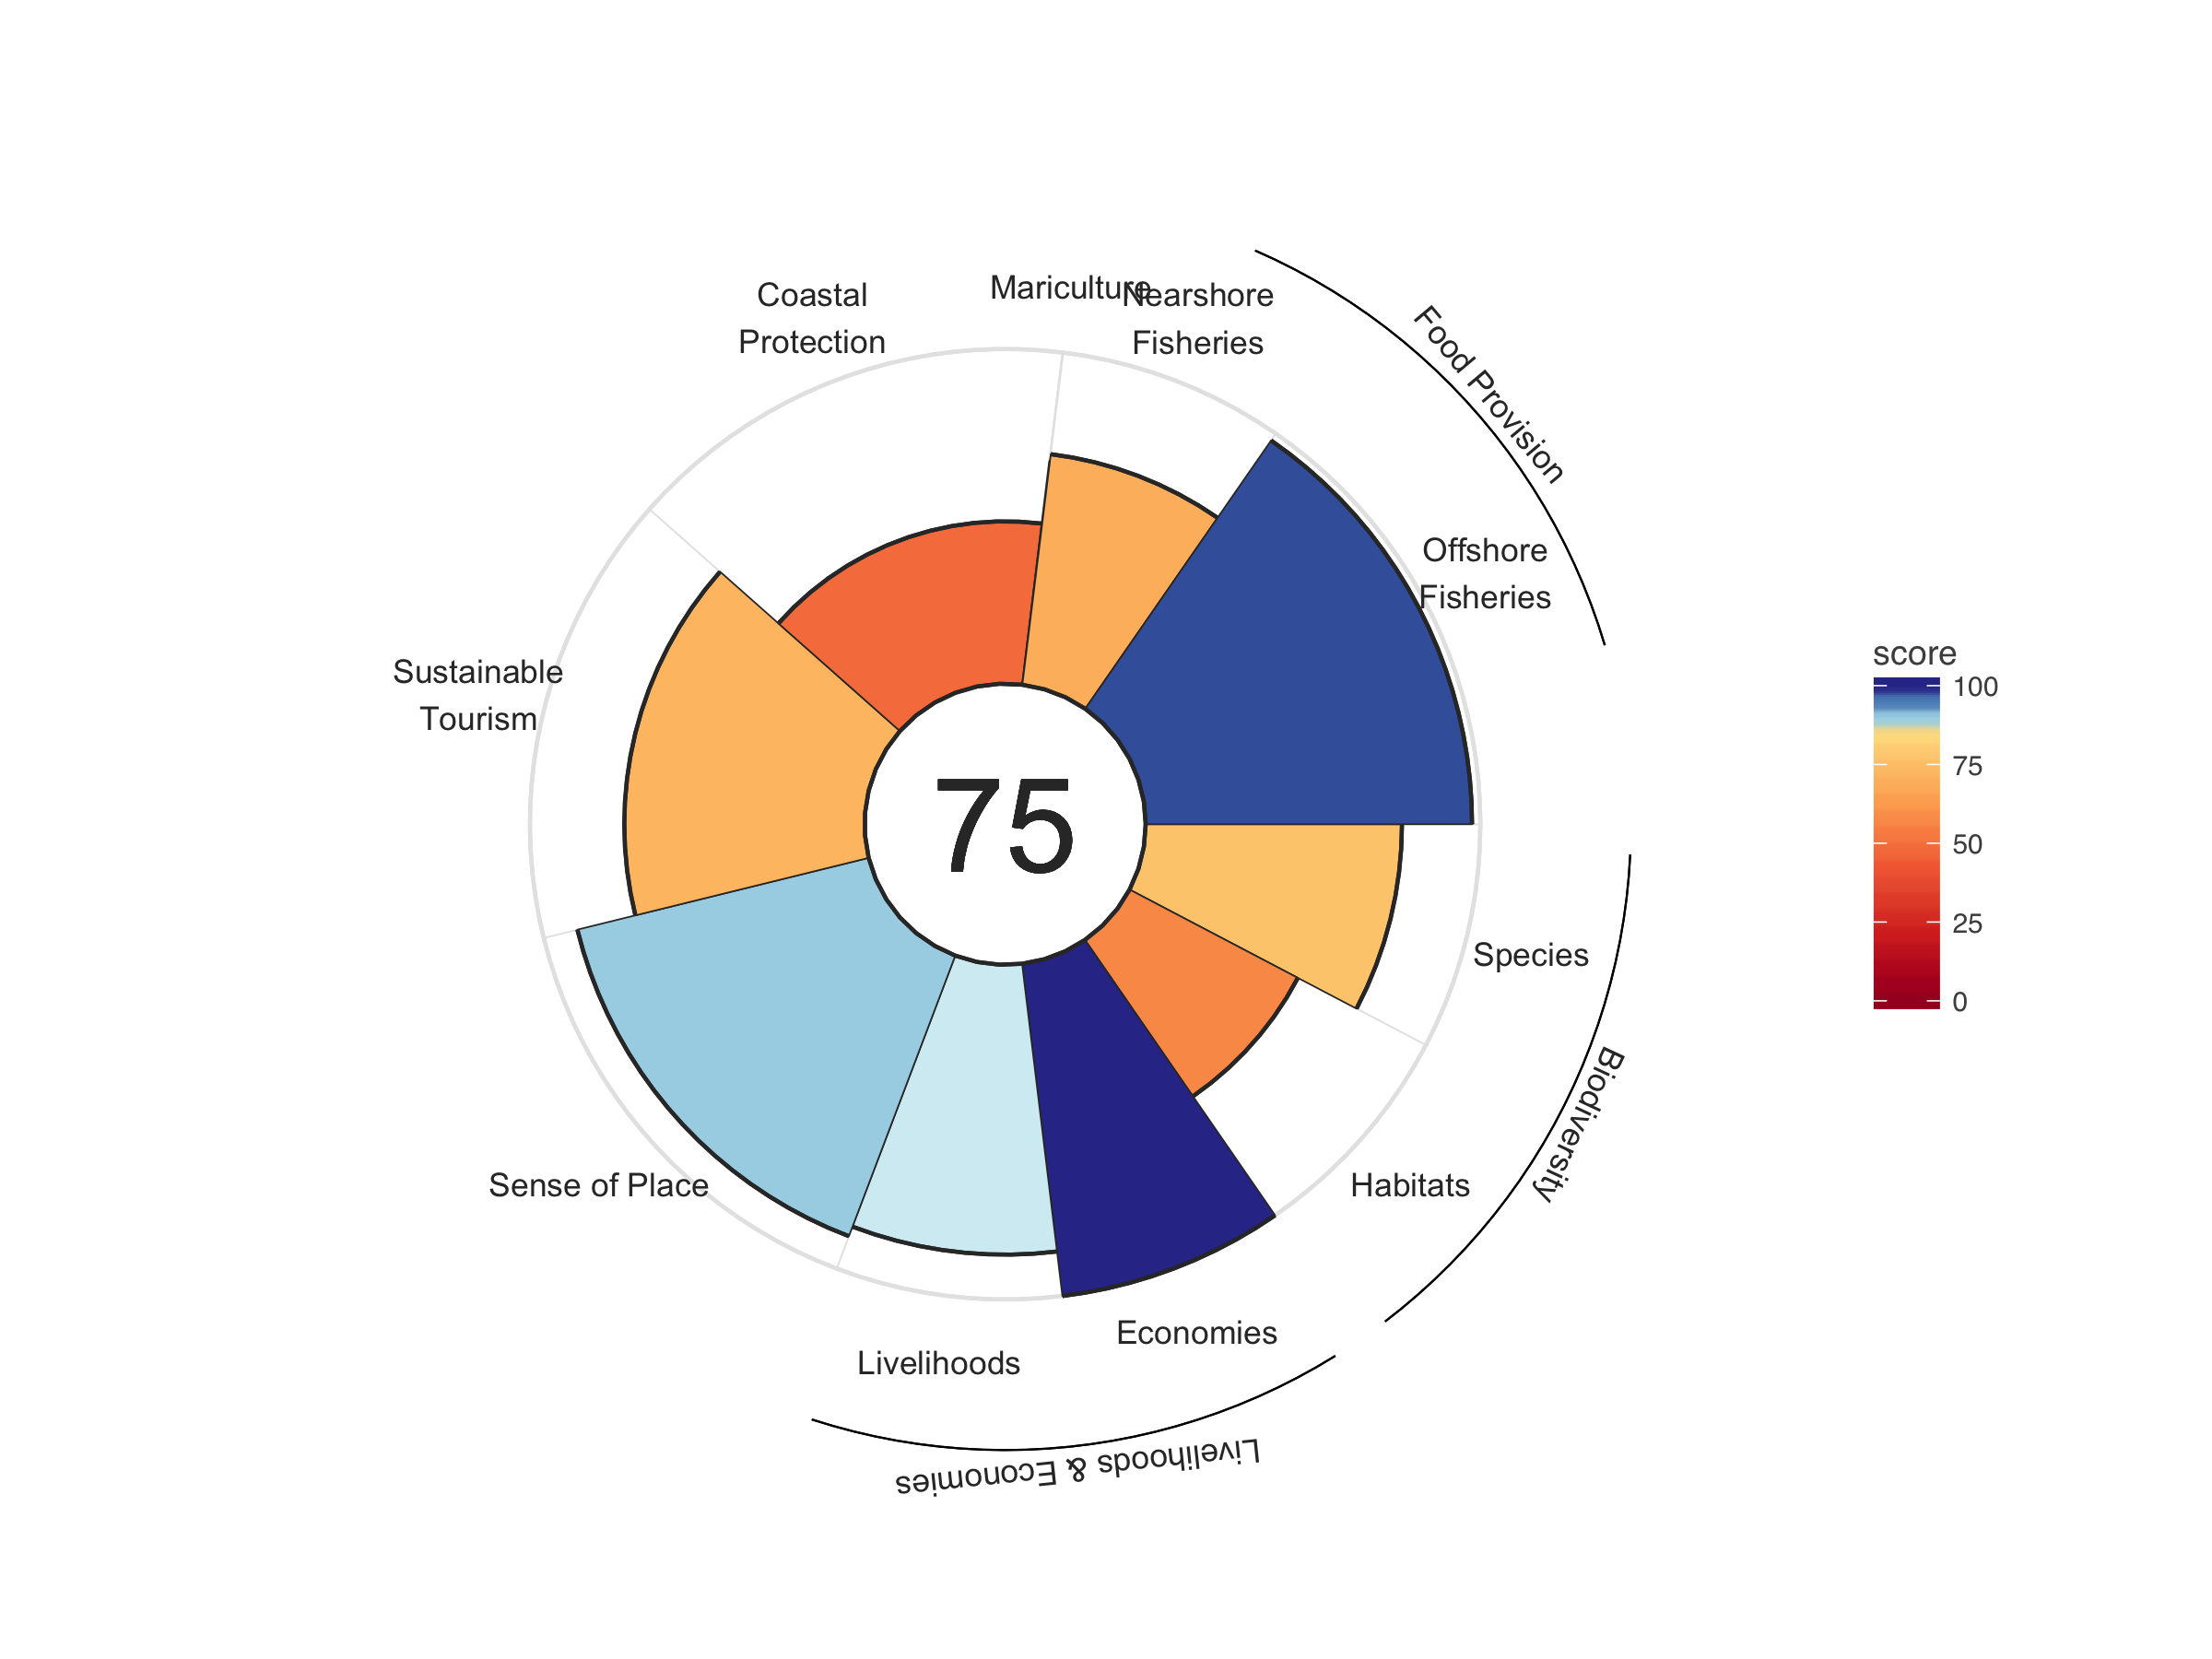 Coastal
Protection
Mariculture
Nearshore
Fisheries
Food Provision
Offshore
Fisheries
Sustainable
Tourism
75
score
100
75
50
25
0
Species
Biodiversity
Sense of Place
Habitats
Economies
Livelihoods
Livelihoods & Economies